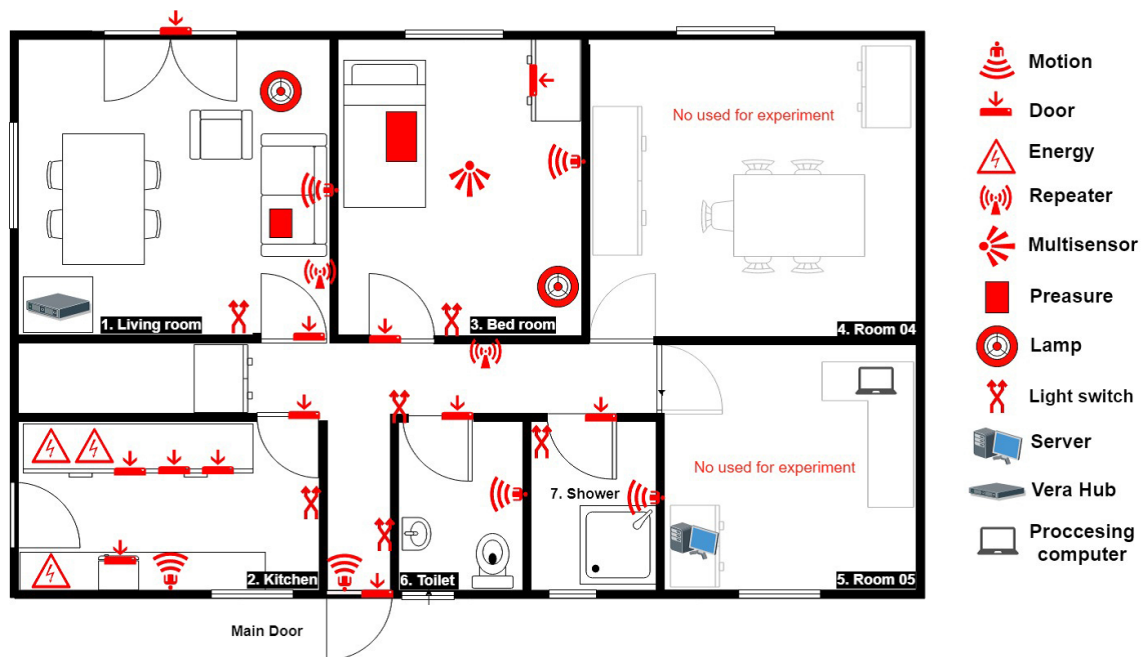 No used for experiment
1. Living room
3. Bed room
4. Room 04
No used for experiment
7. Shower
2. Kitchen
6. Toilet
5. Room 05
Main Door
Motion
Door
Energy
Repeater
Multisensor
Preasure
Lamp
Light switch
Server
Vera Hub
Proccesing
computer